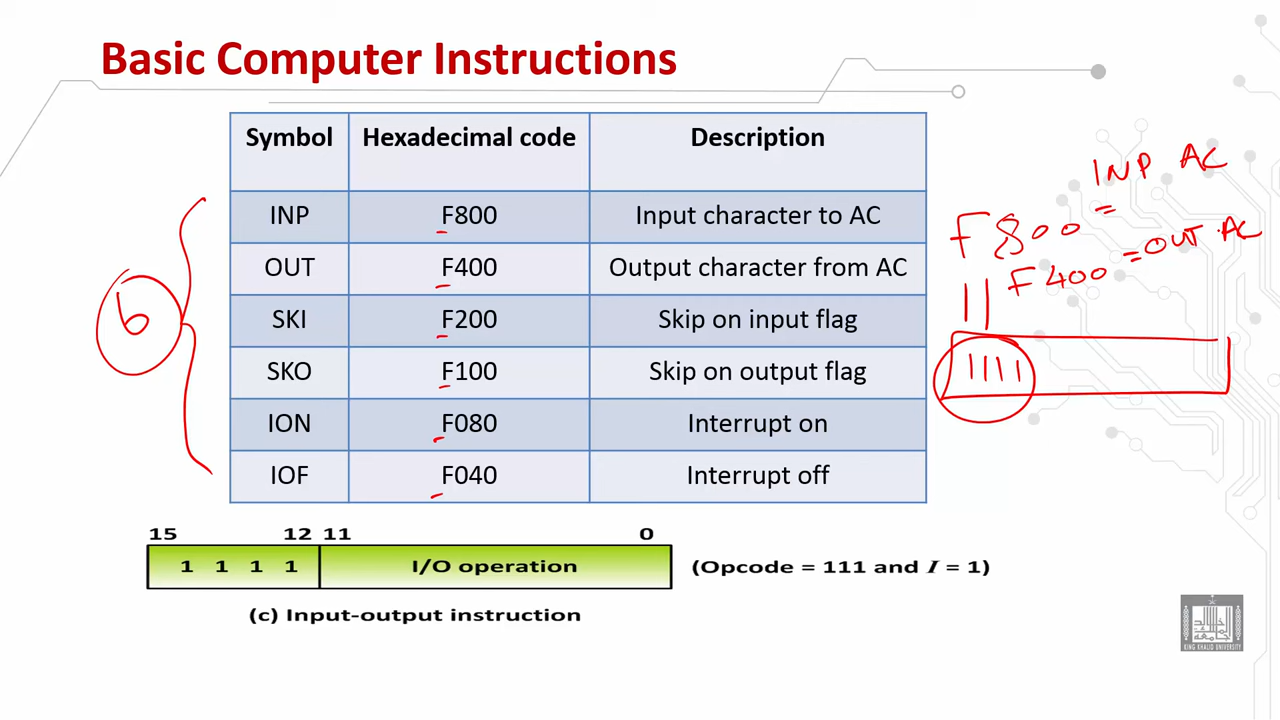 Basic Computer Instructions
Symbol Hexadecimal code Description
INP F800 Input character to AC
OUT F400 Output character from AC
SKI F200 Skip on input flag
SKO F100 Skip on output flag
ION F080 Interrupt on
IOF F040 Interrupt off
6
INP AC
F800 =
F400 = OUT AC
1111
15 12 11 0
1 1 1 1 I/O operation (Opcode = 111 and I = 1)
(c) Input-output instruction
KING KHALID UNIVERSITY